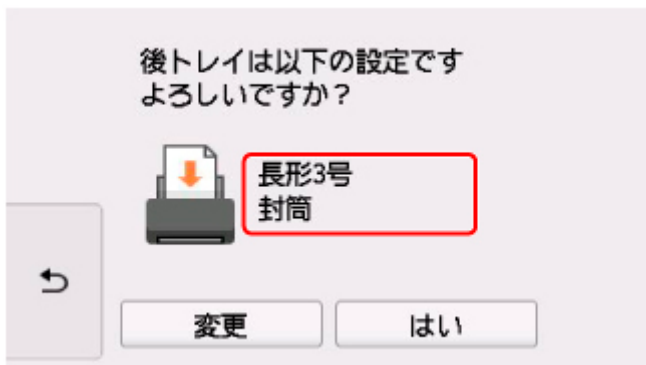 後トレイは以下の設定です
よろしいですか？
長形3号
封筒
変更
はい